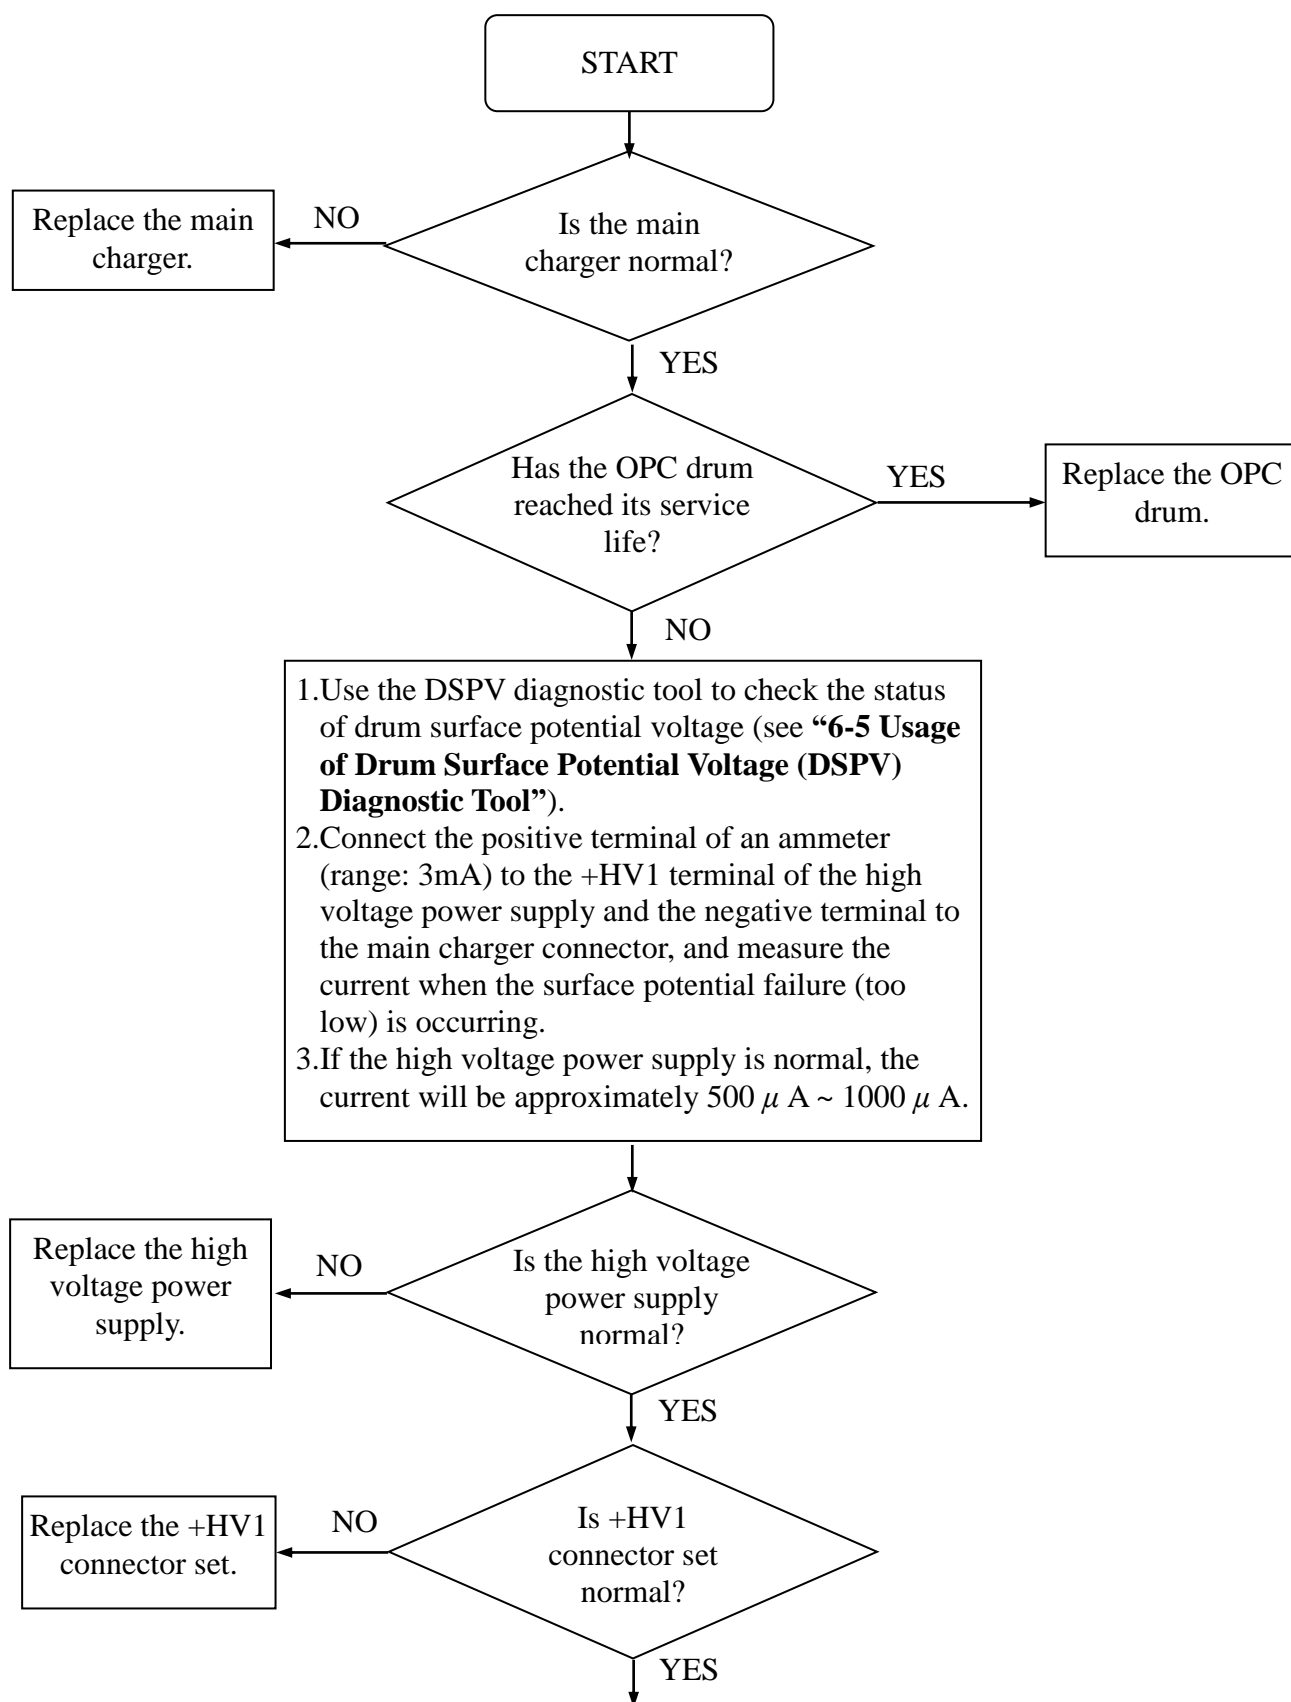 START
Replace the main
charger.
NO
Is the main
charger normal?
YES
Has the OPC drum
reached its service
life?
YES
Replace the OPC
drum.
NO
1.Use the DSPV diagnostic tool to check the status
of drum surface potential voltage (see “6-5 Usage
of Drum Surface Potential Voltage (DSPV)
Diagnostic Tool”).
2.Connect the positive terminal of an ammeter
(range: 3mA) to the +HV1 terminal of the high
voltage power supply and the negative terminal to
the main charger connector, and measure the
current when the surface potential failure (too
low) is occurring.
3.If the high voltage power supply is normal, the
current will be approximately 500 μ A ~ 1000 μ A.
Replace the high
voltage power
supply.
NO
Is the high voltage
power supply
normal?
YES
Replace the +HV1
connector set.
NO
Is +HV1
connector set
normal?
YES